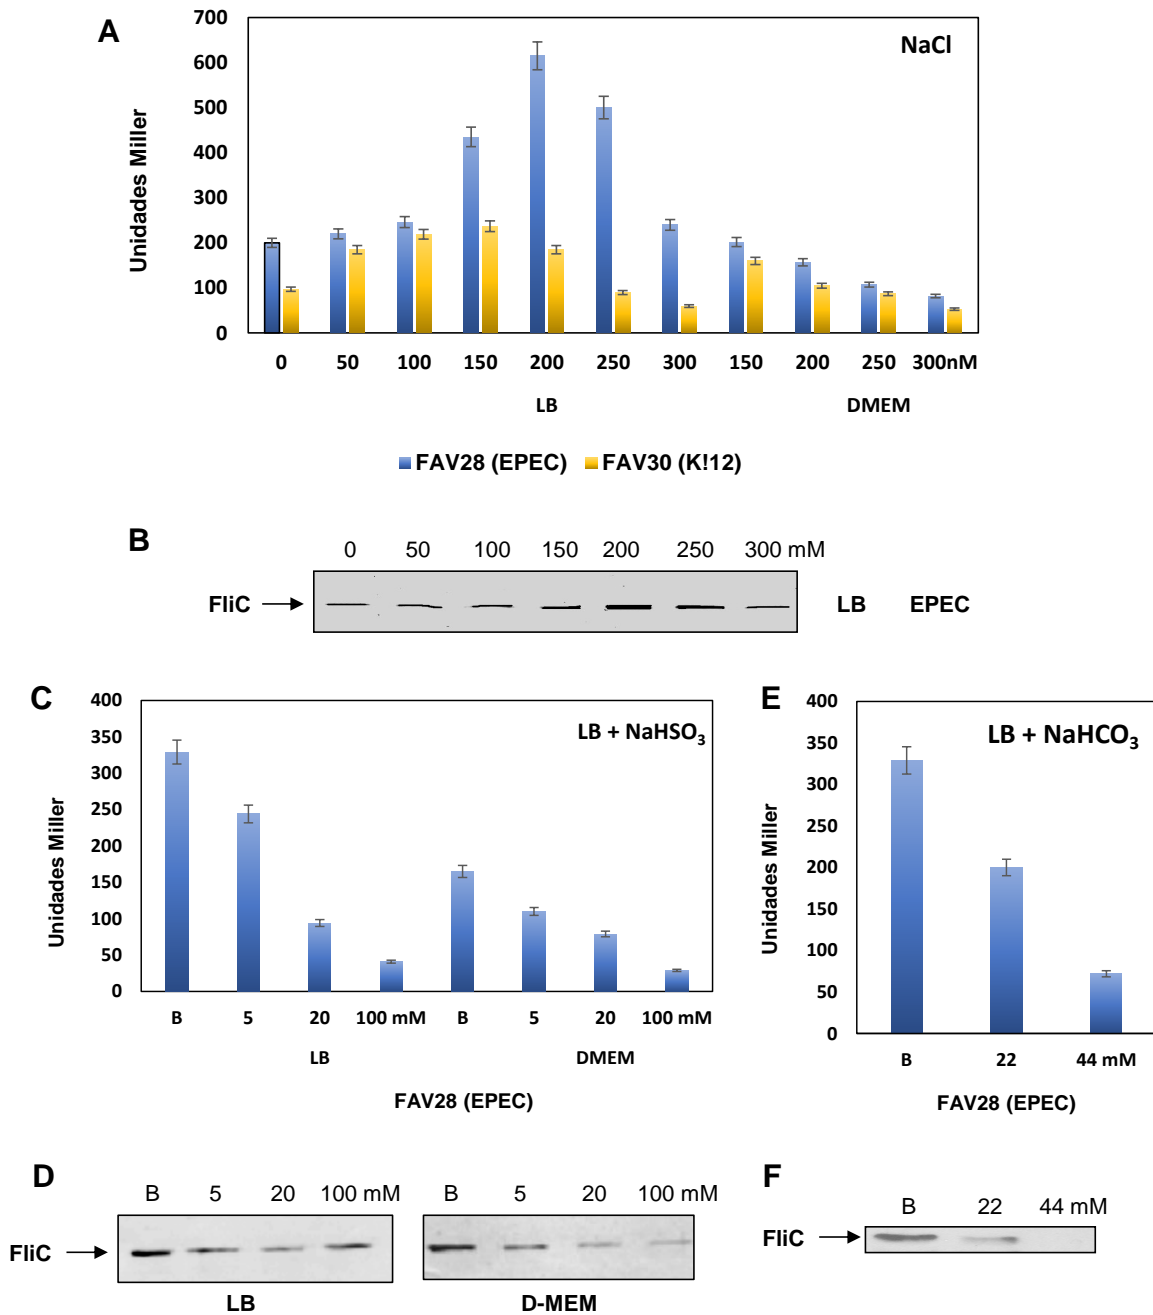 A
NaCl
Unidades Miller
700
600
500
400
300
200
100
0
0 50 100 150 200 250 300 150 200 250 300nM
LB DMEM
FAV28 (EPEC) FAV30 (K!12)
B
0 50 100 150 200 250 300 mM
FliC LB EPEC
C
LB + NaHSO₃
Unidades Miller
400
350
300
250
200
150
100
50
0
B 5 20 100 mM B 5 20 100 mM
LB DMEM
FAV28 (EPEC)
E
LB + NaHCO₃
Unidades Miller
400
350
300
250
200
150
100
50
0
B 22 44 mM
FAV28 (EPEC)
D
B 5 20 100 mM B 5 20 100 mM
FliC
LB D-MEM
F
B 22 44 mM
FliC